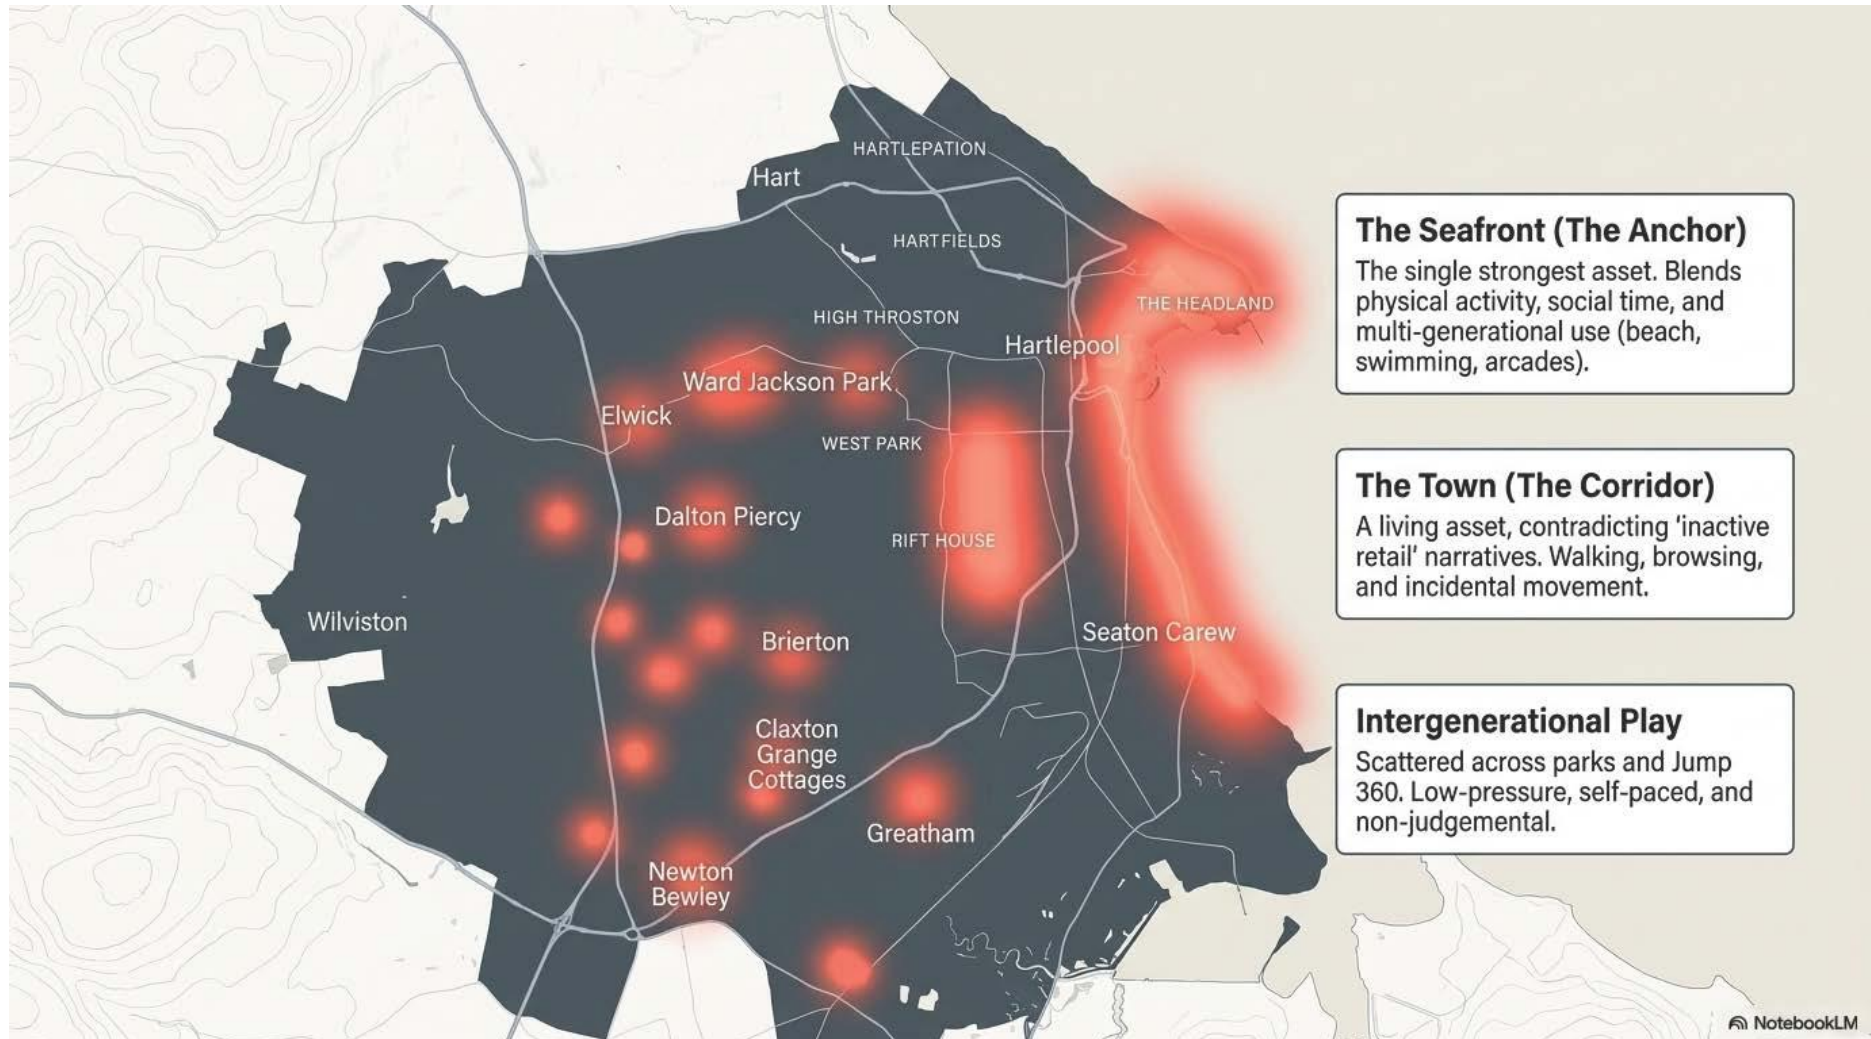 HARTLEPATION
Hart
HARTFIELDS
THE HEADLAND
HIGH THROSTON
Hartlepool
Ward Jackson Park
Elwick
WEST PARK
Dalton Piercy
RIFT HOUSE
Wilviston
Brierton
Seaton Carew
Claxton
Grange
Cottages
Greatham
Newton
Bewley
The Seafront (The Anchor)
The single strongest asset. Blends
physical activity, social time, and
multi-generational use (beach,
swimming, arcades).
The Town (The Corridor)
A living asset, contradicting ‘inactive
retail’ narratives. Walking, browsing,
and incidental movement.
Intergenerational Play
Scattered across parks and Jump
360. Low-pressure, self-paced, and
non-judgemental.
NotebookLM